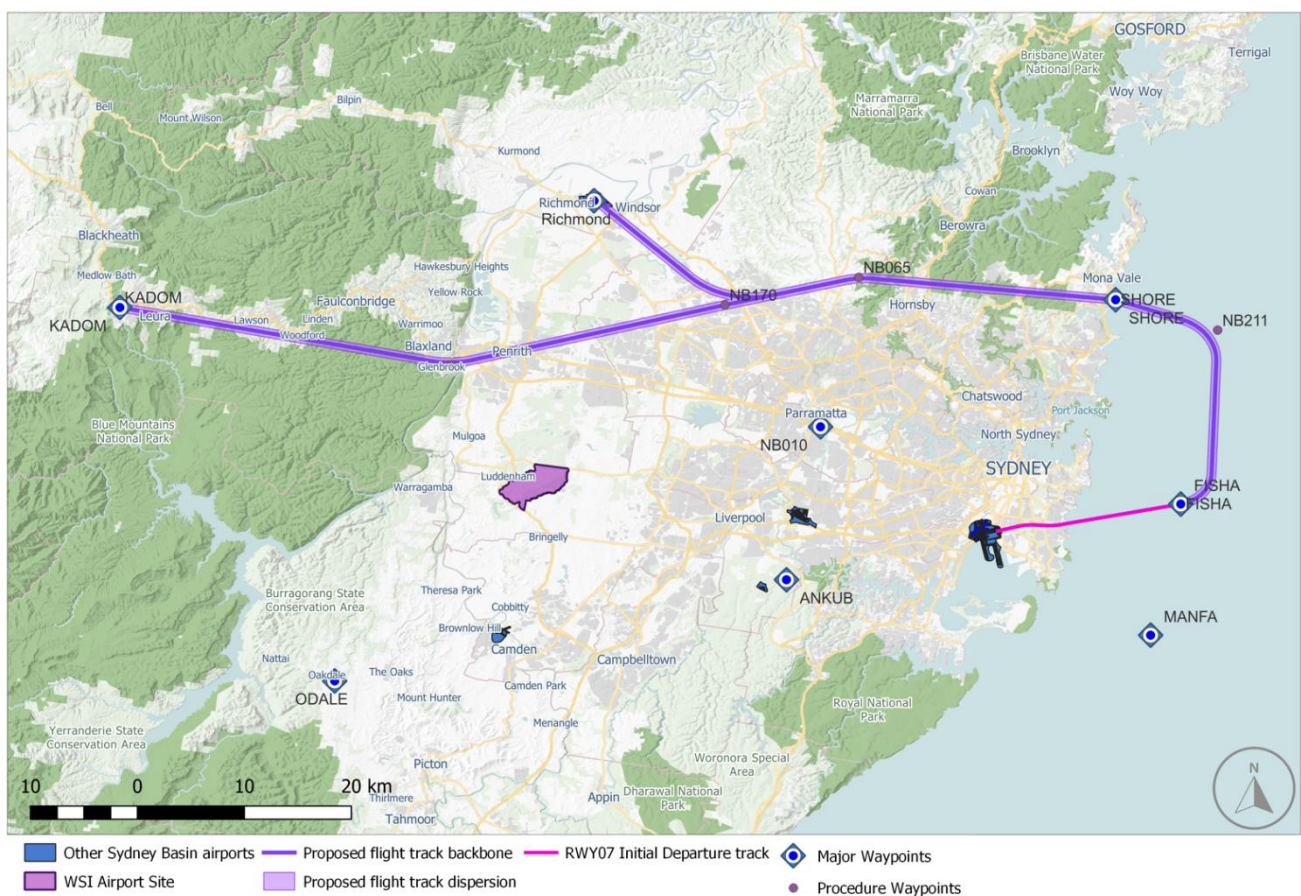 GOSFORD
Brisbane Water
National Park
Terrigal
Woy Woy
Bell
Bilpin
Mount Wilson
Marramarra
National Park
Brooklyn
Kurmond
Cowan
Richmond
Windsor
Richmond
Berowra
Blackheath
Medlow Bath
Hawkesbury Heights
NB065
Mona Vale
KADOM
Faulconbridge
Yellow Rock
NB170
Hornsby
SHORE
KADOM
Leura
Lawson
Linden
Warrimoo
SHORE
NB211
Woodford
Blaxland
Penrith
Glenbrook
Chatswood
Parramatta
Port Jackson
Blue Mountains
National Park
Mulgoa
NB010
North Sydney
SYDNEY
Luddenham
Warragamba
FISHA
FISHA
Liverpool
Bringelly
Burragorang State
Conservation Area
Theresa Park
ANKUB
Cobbitty
Brownlow Hill
MANFA
Camden
Nattai
Campbelltown
Oakdale
The Oaks
ODALE
Camden Park
Mount Hunter
Royal National
Park
Menangle
Yerranderie State
Conservation Area
Woronora Special
Area
Picton
10 0 10 20 km
Thirlmere
Appin
Dharawal National
Park
Tahmoor
N
Other Sydney Basin airports
Proposed flight track backbone
RWY07 Initial Departure track
Major Waypoints
WSI Airport Site
Proposed flight track dispersion
Procedure Waypoints